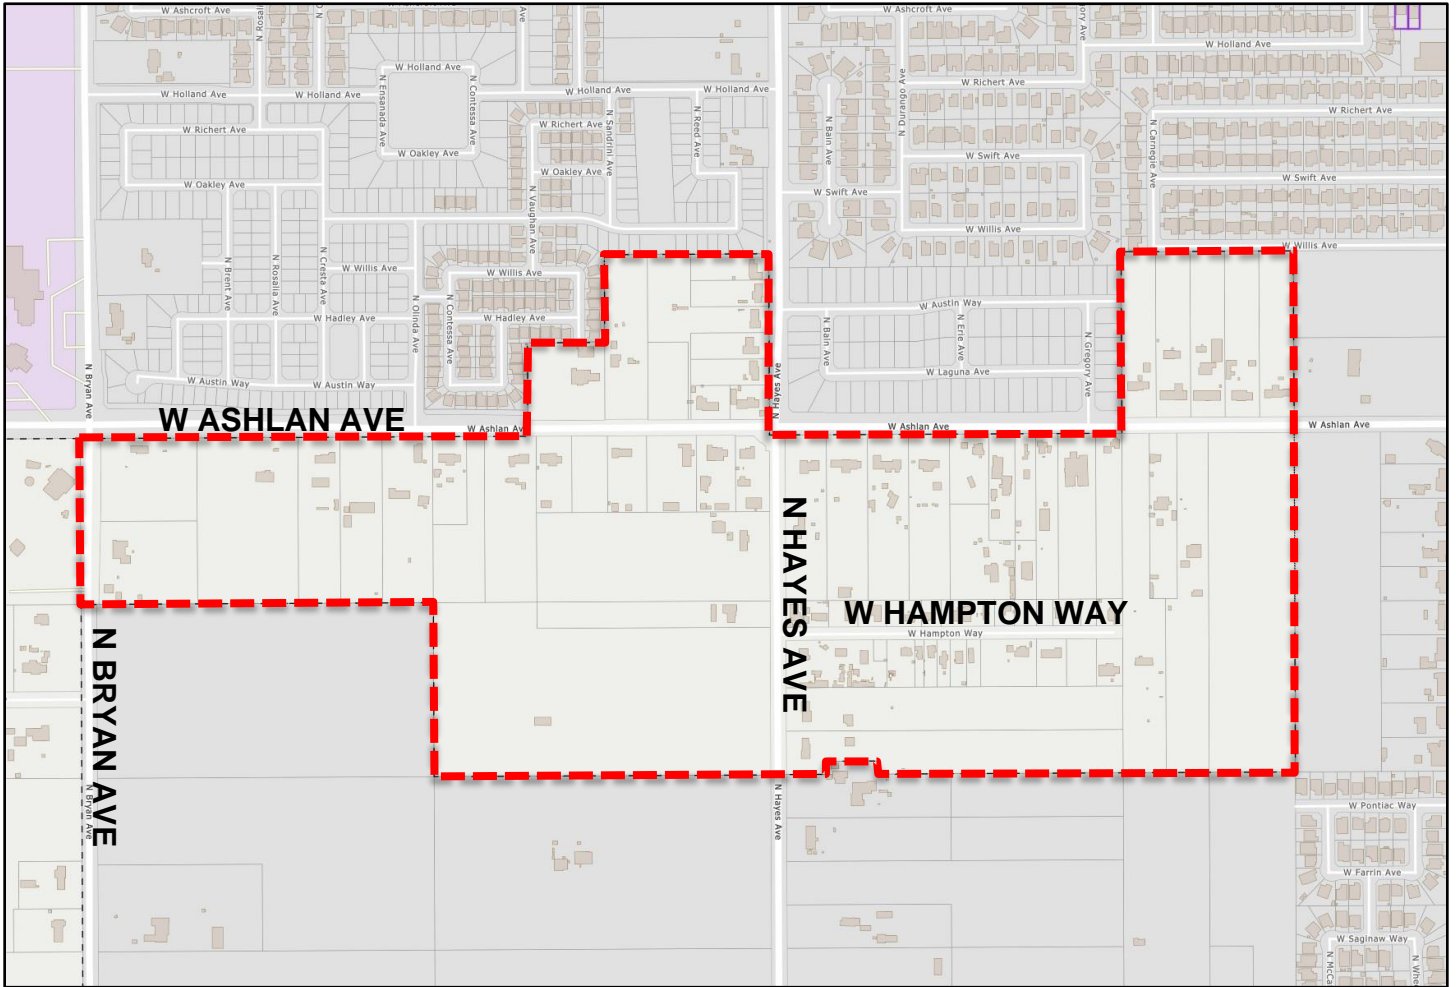 W Ashcroft Ave
W Ashcroft Ave
W Holland Ave
W Holland Ave
N Ensanada Ave
N Contessa Ave
W Richert Ave
W Holland Ave
W Holland Ave
W Holland Ave
W Holland Ave
N Durango Ave
W Richert Ave
W Richert Ave
N Sandrini Ave
N Reed Ave
N Bain Ave
N Carnegie Ave
W Richert Ave
W Oakley Ave
W Swift Ave
W Oakley Ave
W Oakley Ave
W Swift Ave
W Swift Ave
N Vaughan Ave
W Willis Ave
W Willis Ave
N Brent Ave
N Rosalia Ave
N Cresta Ave
W Willis Ave
W Willis Ave
N Olinda Ave
N Contessa Ave
W Austin Way
W Hadley Ave
W Hadley Ave
N Bain Ave
N Erie Ave
N Gregory Ave
N Bryan Ave
N Hayes Ave
W Laguna Ave
W Austin Way
W Austin Way
W ASHLAN AVE
W Ashlan Av
W Ashlan Ave
W Ashlan Ave
N HAYES AVE
W HAMPTON WAY
W Hampton Way
N BRYAN AVE
N Bryan Ave
N Hayes Ave
W Pontiac Way
W Farrin Ave
W Saginaw Way
N McCa
N Whe